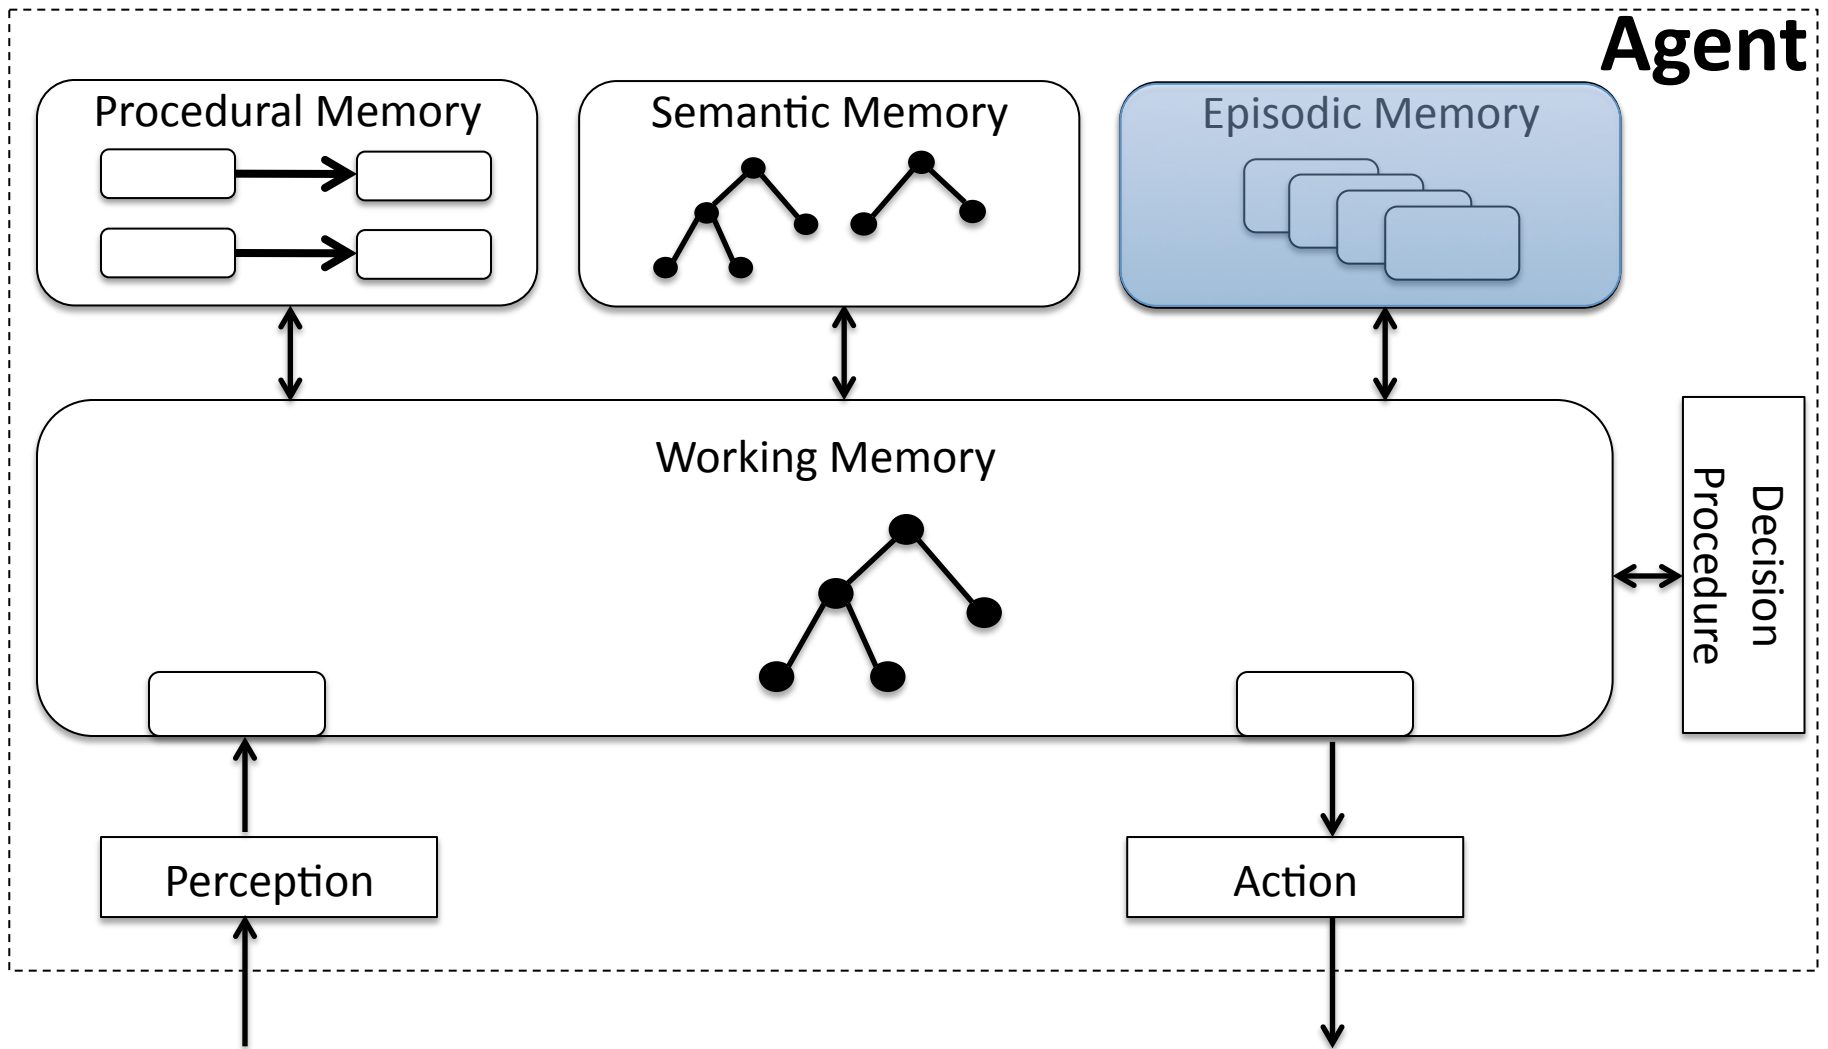 Agent
Procedural Memory
Semantic Memory
Episodic Memory
Working Memory
Decision
Procedure
Perception
Action